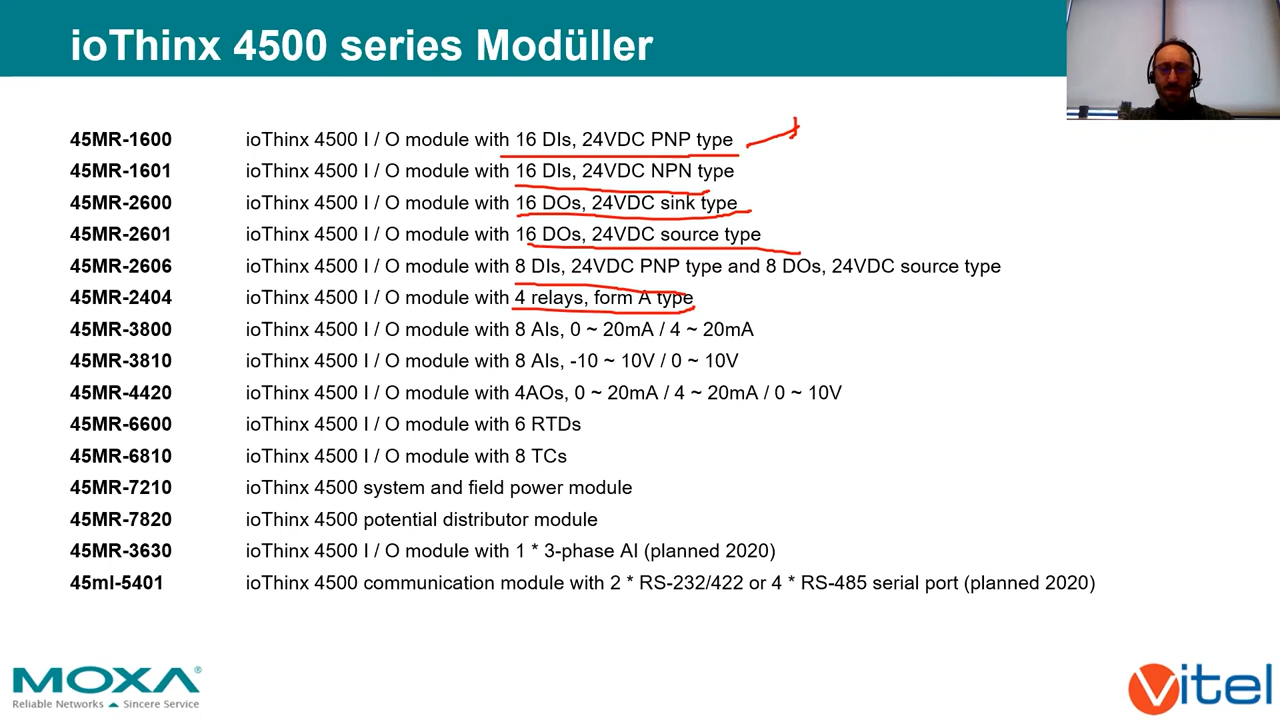 ioThinx 4500 series Modüller
45MR-1600 ioThinx 4500 I / O module with 16 DIs, 24VDC PNP type
45MR-1601 ioThinx 4500 I / O module with 16 DIs, 24VDC NPN type
45MR-2600 ioThinx 4500 I / O module with 16 DOs, 24VDC sink type
45MR-2601 ioThinx 4500 I / O module with 16 DOs, 24VDC source type
45MR-2606 ioThinx 4500 I / O module with 8 DIs, 24VDC PNP type and 8 DOs, 24VDC source type
45MR-2404 ioThinx 4500 I / O module with 4 relays, form A type
45MR-3800 ioThinx 4500 I / O module with 8 AIs, 0 ~ 20mA / 4 ~ 20mA
45MR-3810 ioThinx 4500 I / O module with 8 AIs, -10 ~ 10V / 0 ~ 10V
45MR-4420 ioThinx 4500 I / O module with 4AOs, 0 ~ 20mA / 4 ~ 20mA / 0 ~ 10V
45MR-6600 ioThinx 4500 I / O module with 6 RTDs
45MR-6810 ioThinx 4500 I / O module with 8 TCs
45MR-7210 ioThinx 4500 system and field power module
45MR-7820 ioThinx 4500 potential distributor module
45MR-3630 ioThinx 4500 I / O module with 1 * 3-phase AI (planned 2020)
45ml-5401 ioThinx 4500 communication module with 2 * RS-232/422 or 4 * RS-485 serial port (planned 2020)
MOXA®
Reliable Networks Sincere Service
Vitel